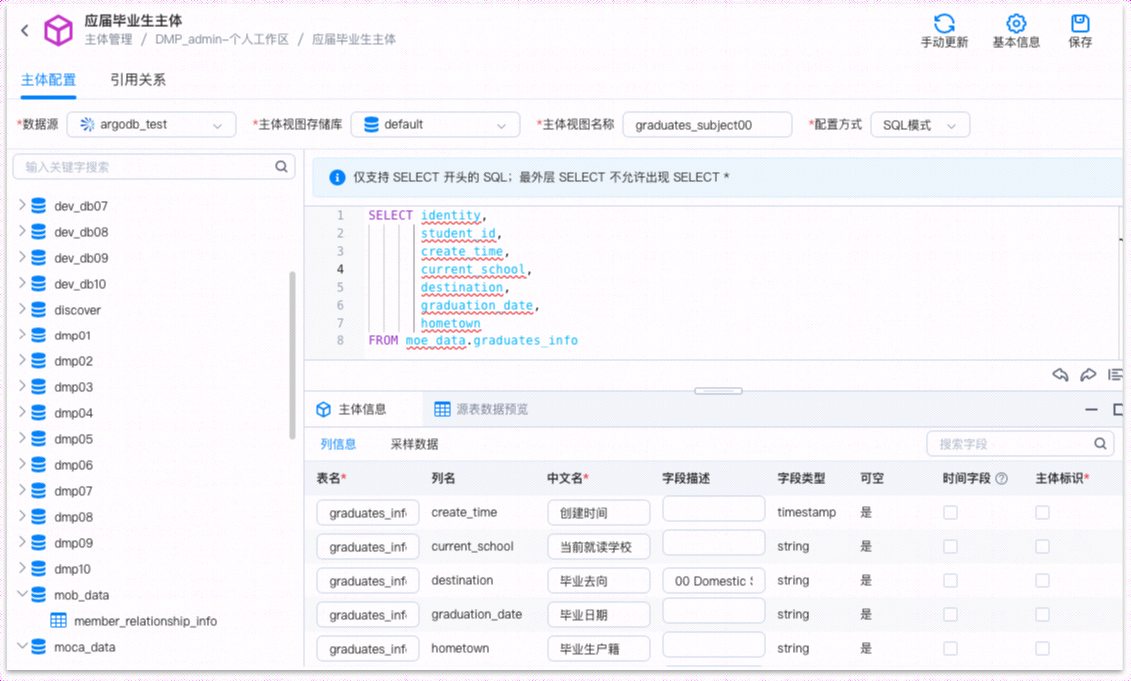 应届毕业生主体
主体管理 / DMP_admin-个人工作区 / 应届毕业生主体
手动更新 基本信息 保存
主体配置 引用关系
*数据源 argodb_test *主体视图存储库 default *主体视图名称 graduates_subject00 *配置方式 SQL模式
输入关键字搜索
dev_db07
dev_db08
dev_db09
dev_db10
discover
dmp01
dmp02
dmp03
dmp04
dmp05
dmp06
dmp07
dmp08
dmp09
dmp10
mob_data
member_relationship_info
moca_data
仅支持 SELECT 开头的 SQL；最外层 SELECT 不允许出现 SELECT *
1 SELECT identity,
2 student_id,
3 create_time,
4 current_school,
5 destination,
6 graduation_date,
7 hometown
8 FROM moe_data.graduates_info
主体信息 源表数据预览
列信息 采样数据 搜索字段
表名* 列名 中文名* 字段描述 字段类型 可空 时间字段 主体标识*
graduates_inf create_time 创建时间 timestamp 是
graduates_inf current_school 当前就读学校 string 是
graduates_inf destination 毕业去向 00 Domestic string 是
graduates_inf graduation_date 毕业日期 string 是
graduates_inf hometown 毕业生户籍 string 是